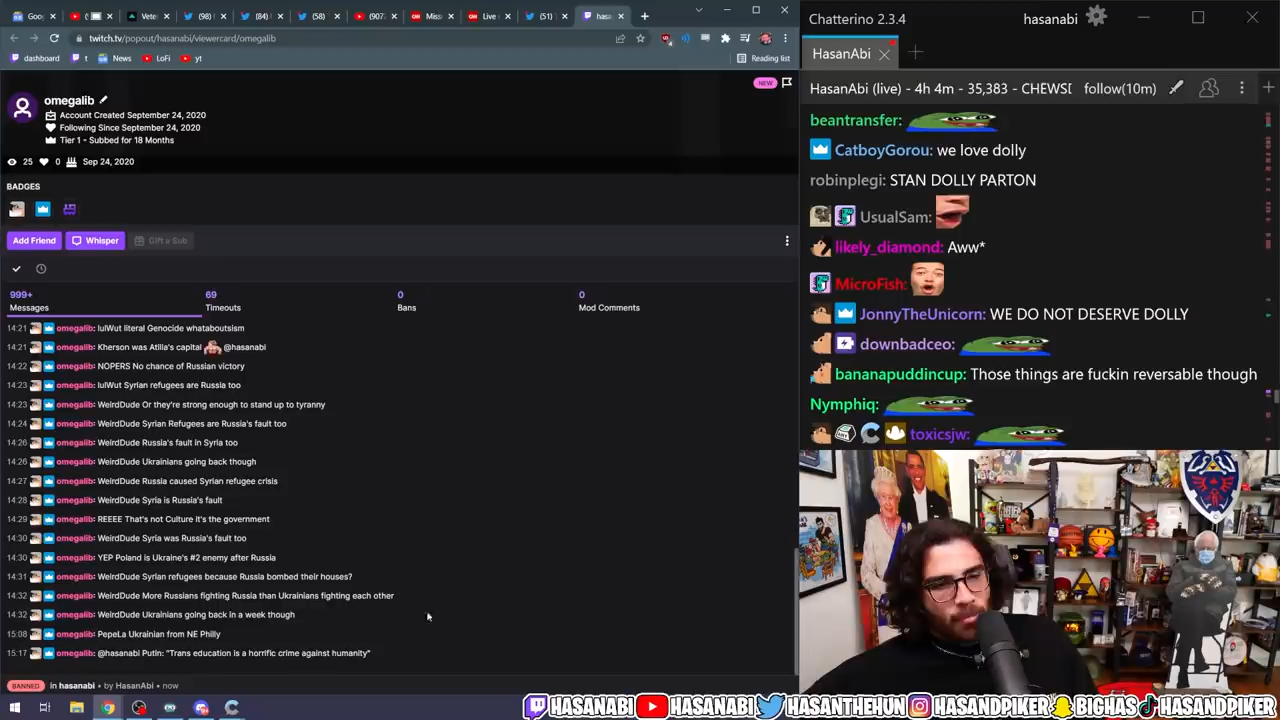 Goo
Vete
(98)
(84)
(58)
(907
Miss
Live
(51)
hasa
twitch.tv/popout/hasanabi/viewercard/omegalib
dashboard
t
News
LoFi
yt
Reading list
NEW
omegalib
Account Created September 24, 2020
Following Since September 24, 2020
Tier 1 - Subbed for 18 Months
25
0
Sep 24, 2020
BADGES
Add Friend
Whisper
Gift a Sub
999+
Messages
69
Timeouts
0
Bans
0
Mod Comments
14:21 omegalib: lulWut literal Genocide whataboutsism
14:21 omegalib: Kherson was Atilla's capital @hasanabi
14:22 omegalib: NOPERS No chance of Russian victory
14:23 omegalib: lulWut Syrian refugees are Russia too
14:23 omegalib: WeirdDude Or they're strong enough to stand up to tyranny
14:24 omegalib: WeirdDude Syrian Refugees are Russia's fault too
14:26 omegalib: WeirdDude Russia's fault in Syria too
14:26 omegalib: WeirdDude Ukrainians going back though
14:27 omegalib: WeirdDude Russia caused Syrian refugee crisis
14:28 omegalib: WeirdDude Syria is Russia's fault
14:29 omegalib: REEEE That's not Culture it's the government
14:30 omegalib: WeirdDude Syria was Russia's fault too
14:30 omegalib: YEP Poland is Ukraine's #2 enemy after Russia
14:31 omegalib: WeirdDude Syrian refugees because Russia bombed their houses?
14:32 omegalib: WeirdDude More Russians fighting Russia than Ukrainians fighting each other
14:32 omegalib: WeirdDude Ukrainians going back in a week though
15:08 omegalib: PepeLa Ukrainian from NE Philly
15:17 omegalib: @hasanabi Putin: "Trans education is a horrific crime against humanity"
BANNED in hasanabi • by HasanAbi • now
Chatterino 2.3.4
hasanabi
HasanAbi
HasanAbi (live) - 4h 4m - 35,383 - CHEWSI
follow(10m)
beantransfer:
CatboyGorou: we love dolly
robinplegi: STAN DOLLY PARTON
UsualSam:
likely_diamond: Aww*
MicroFish:
JonnyTheUnicorn: WE DO NOT DESERVE DOLLY
downbadceo:
bananapuddincup: Those things are fuckin reversable though
Nymphiq:
toxicsjw:
HASANABI
HASANABI
HASANTHEHUN
HASANDPIKER
BIGHAS
HASANDPIKER